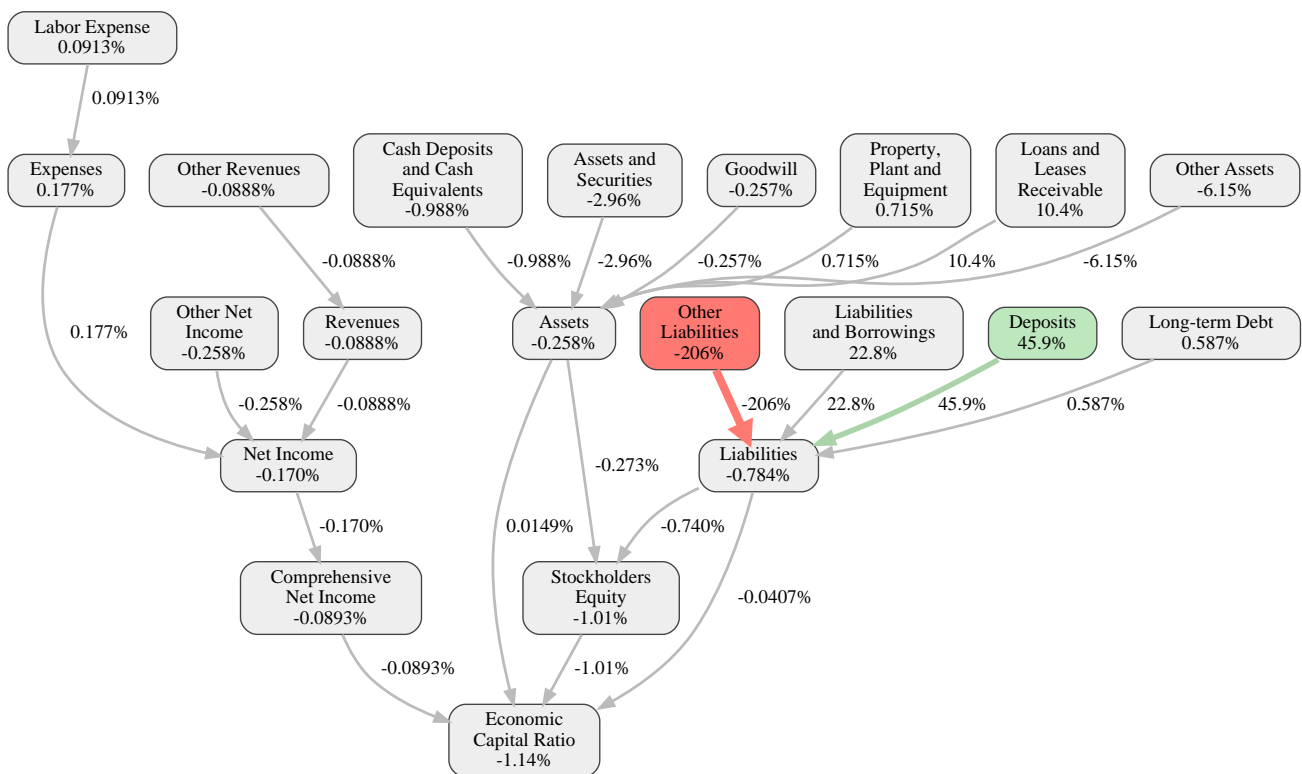 Labor Expense
0.0913%
0.0913%
Expenses
0.177%
Other Revenues
-0.0888%
Cash Deposits
and Cash
Equivalents
-0.988%
Assets and
Securities
-2.96%
Goodwill
-0.257%
Property,
Plant and
Equipment
0.715%
Loans and
Leases
Receivable
10.4%
Other Assets
-6.15%
-0.0888%
-0.988%
-2.96%
-0.257%
0.715%
10.4%
-6.15%
0.177%
Other Net
Income
-0.258%
Revenues
-0.0888%
Assets
-0.258%
Other
Liabilities
-206%
Liabilities
and Borrowings
22.8%
Deposits
45.9%
Long-term Debt
0.587%
-0.258%
-0.0888%
-206%
22.8%
45.9%
0.587%
Net Income
-0.170%
-0.273%
Liabilities
-0.784%
-0.170%
0.0149%
-0.740%
Comprehensive
Net Income
-0.0893%
Stockholders
Equity
-1.01%
-0.0407%
-0.0893%
-1.01%
Economic
Capital Ratio
-1.14%